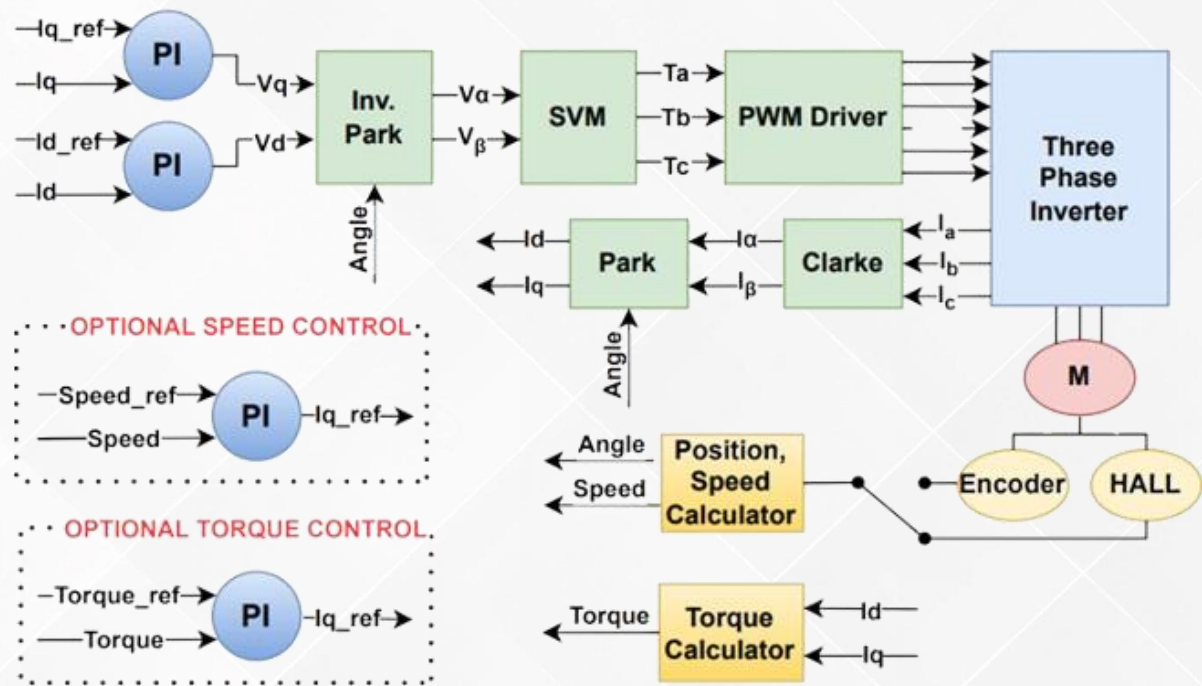 Iq_ref
PI
Iq
Vq
Id_ref
PI
Vd
Id
Inv.
Park
Angle
Vα
Vβ
SVM
Ta
Tb
Tc
PWM Driver
Three
Phase
Inverter
Id
Iq
Park
Angle
Iα
Iβ
Clarke
Ia
Ib
Ic
M
Encoder
HALL
OPTIONAL SPEED CONTROL
Speed_ref
Speed
PI
Iq_ref
Angle
Speed
Position,
Speed
Calculator
OPTIONAL TORQUE CONTROL
Torque_ref
Torque
PI
Iq_ref
Torque
Torque
Calculator
Id
Iq